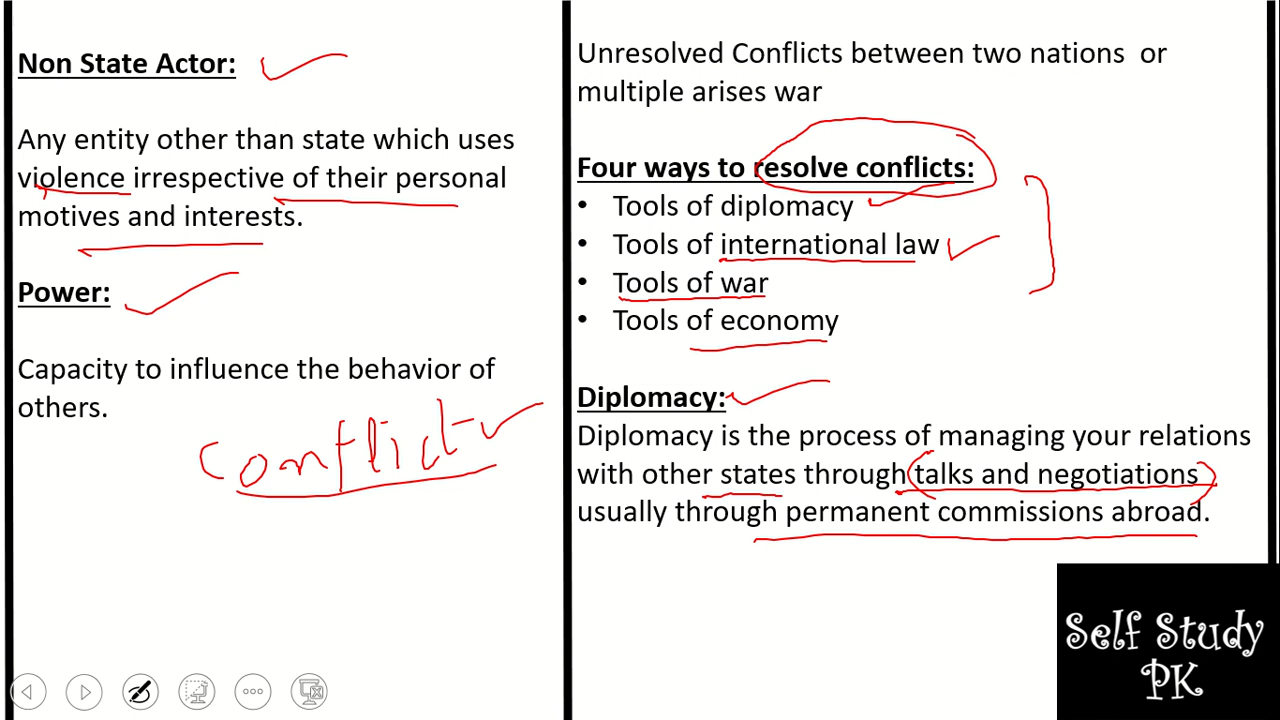 Non State Actor:
Any entity other than state which uses
violence irrespective of their personal
motives and interests.
Power:
Capacity to influence the behavior of
others.
conflict
Unresolved Conflicts between two nations or
multiple arises war
Four ways to resolve conflicts:
• Tools of diplomacy
• Tools of international law
• Tools of war
• Tools of economy
Diplomacy:
Diplomacy is the process of managing your relations
with other states through talks and negotiations
usually through permanent commissions abroad.
Self Study
PK